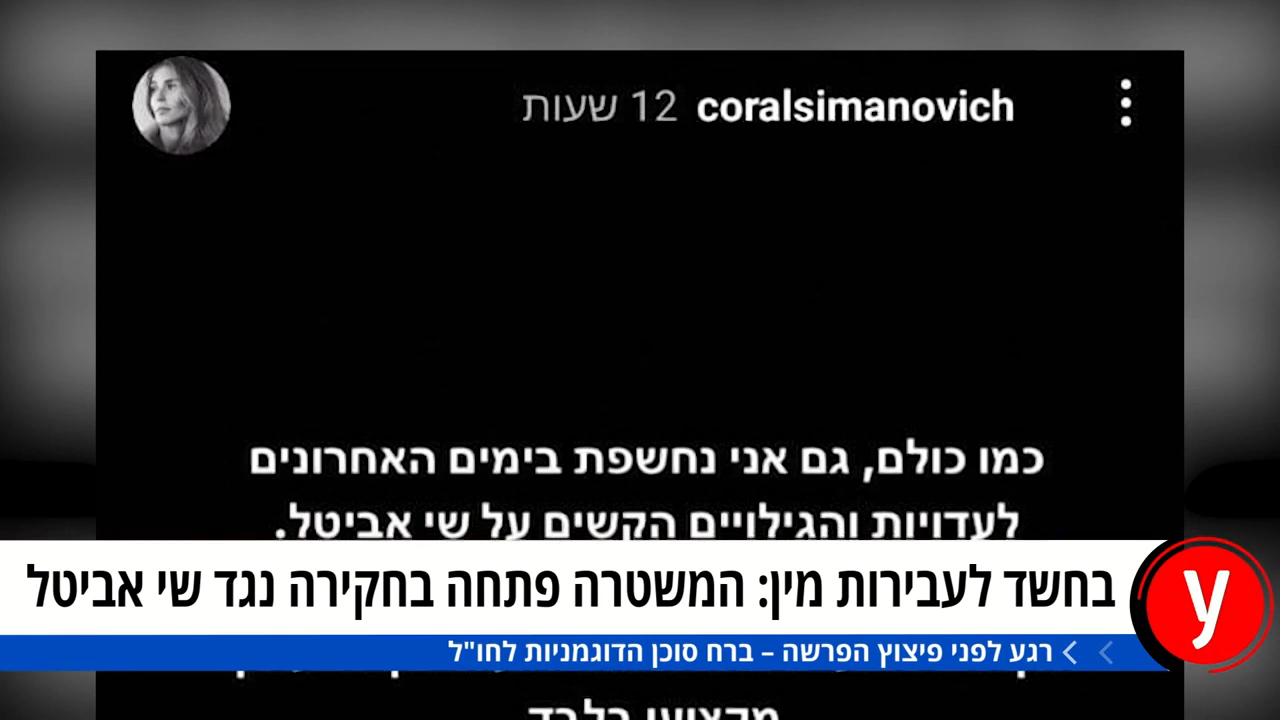 coralsimanovich 12 שעות
כמו כולם, גם אני נחשפת בימים האחרונים
לעדויות והגילויים הקשים על שי אביטל.
בחשד לעבירות מין: המשטרה פתחה בחקירה נגד שי אביטל
y
רגע לפני פיצוץ הפרשה – ברח סוכן הדוגמניות לחו"ל